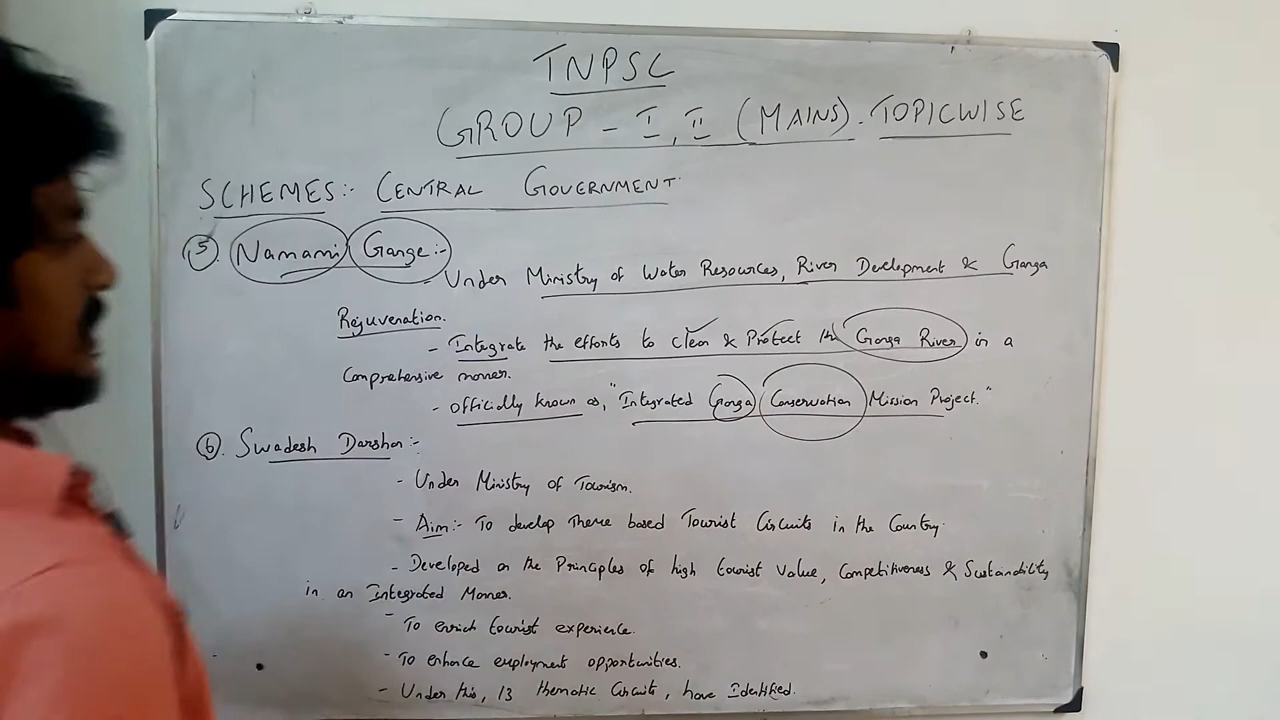 TNPSC
GROUP - I, II (MAINS). TOPICWISE
SCHEMES:- CENTRAL GOVERNMENT.
5. Namami Gange:-
- Under Ministry of Water Resources, River Development & Ganga
Rejuvenation.
- Integrate the efforts to clean & Protect the Ganga River in a
Comprehensive manner.
- Officially known as, "Integrated Ganga Conservation Mission Project."
6. Swadesh Darshan:-
- Under Ministry of Tourism.
- Aim:- To develop Theme based Tourist Circuits in the Country.
- Developed on the Principles of high tourist value, Competitiveness & Sustainability
in an Integrated Manner.
- To enrich tourist experience.
- To enhance employment opportunities.
- Under this, 13 thematic Circuits, have Identified.